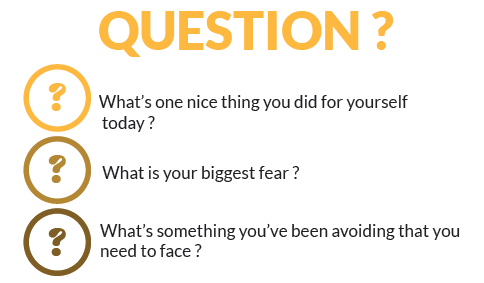 QUESTION ?
?
What's one nice thing you did for yourself
today ?
?
What is your biggest fear ?
?
What's something you've been avoiding that you
need to face ?